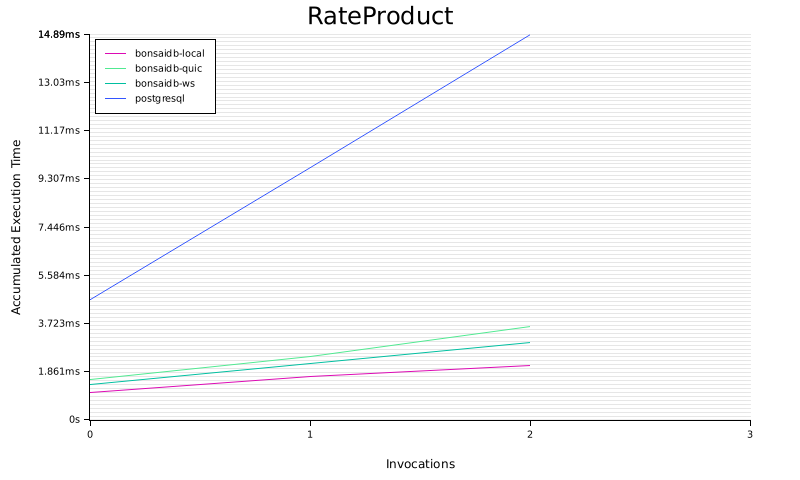 RateProduct
14.89ms
13.03ms
11.17ms
9.307ms
7.446ms
5.584ms
3.723ms
1.861ms
0s
Accumulated Execution Time
bonsaidb-local
bonsaidb-quic
bonsaidb-ws
postgresql
0 1 2 3
Invocations